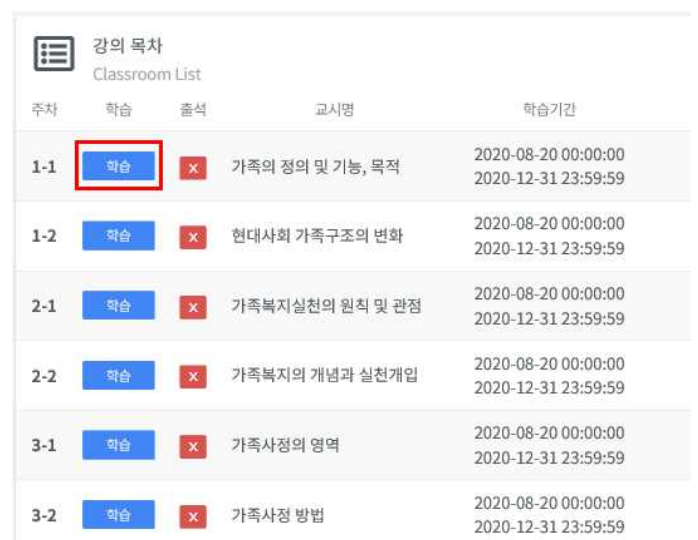 강의 목차
Classroom List
주차 학습 출석 교시명 학습기간
1-1 학습 x 가족의 정의 및 기능, 목적 2020-08-20 00:00:00
2020-12-31 23:59:59
1-2 학습 x 현대사회 가족구조의 변화 2020-08-20 00:00:00
2020-12-31 23:59:59
2-1 학습 x 가족복지실천의 원칙 및 관점 2020-08-20 00:00:00
2020-12-31 23:59:59
2-2 학습 x 가족복지의 개념과 실천개입 2020-08-20 00:00:00
2020-12-31 23:59:59
3-1 학습 x 가족사정의 영역 2020-08-20 00:00:00
2020-12-31 23:59:59
3-2 학습 x 가족사정 방법 2020-08-20 00:00:00
2020-12-31 23:59:59